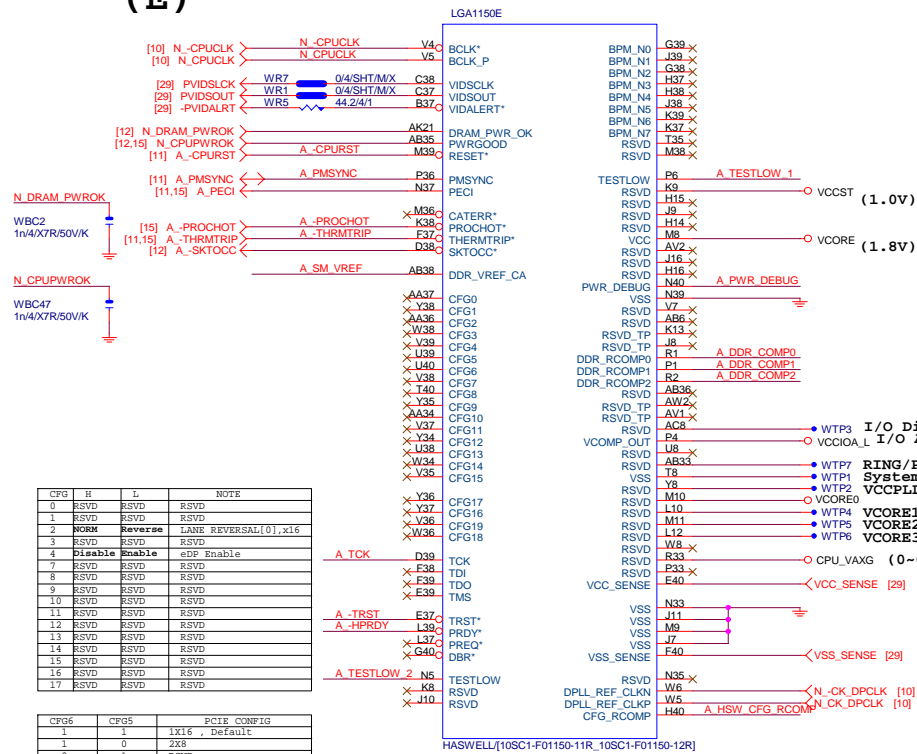 (E)
LGA1150E
[10] N_-CPUCLK N_-CPUCLK V4 BCLK*
[10] N_CPUCLK N_CPUCLK V5 BCLK_P
[29] PVIDSLCK WR7 0/4/SHT/M/X C38 VIDSCLK
[29] PVIDSOUT WR1 0/4/SHT/M/X C37 VIDSOUT
[29] -PVIDALRT WR5 44.2/4/1 B37 VIDALERT*
[12] N_DRAM_PWROK AK21 DRAM_PWR_OK
[12,15] N_CPUPWROK AB35 PWRGOOD
[11] A_-CPURST A_-CPURST M39 RESET*
[11] A_PMSYNC A_PMSYNC P36 PMSYNC
[11,15] A_PECI N37 PECI
M36 CATERR*
[15] A_-PROCHOT A_-PROCHOT K38 PROCHOT*
[11,15] A_-THRMTRIP A_-THRMTRIP F37 THERMTRIP*
[12] A_-SKTOCC D38 SKTOCC*
A_SM_VREF AB38 DDR_VREF_CA
N_DRAM_PWROK
WBC2
1n/4/X7R/50V/K
N_CPUPWROK
WBC47
1n/4/X7R/50V/K
AA37 CFG0
Y38 CFG1
AA36 CFG2
W38 CFG3
V39 CFG4
U39 CFG5
U40 CFG6
V38 CFG7
T40 CFG8
Y35 CFG9
AA34 CFG10
V37 CFG11
Y34 CFG12
U38 CFG13
W34 CFG14
V35 CFG15
Y36 CFG17
Y37 CFG16
V36 CFG19
W36 CFG18
A_TCK D39 TCK
F38 TDI
F39 TDO
E39 TMS
A_-TRST E37 TRST*
A_-HPRDY L39 PRDY*
L37 PREQ*
G40 DBR*
A_TESTLOW_2 N5 TESTLOW
K8 RSVD
J10 RSVD
BPM_N0 G39
BPM_N1 J39
BPM_N2 G38
BPM_N3 H37
BPM_N4 H38
BPM_N5 J38
BPM_N6 K39
BPM_N7 K37
RSVD T35
RSVD M38
TESTLOW P6 A_TESTLOW_1
RSVD K9 VCCST (1.0V)
RSVD H15
RSVD J9
RSVD H14
VCC M8 VCORE (1.8V)
RSVD AV2
RSVD J16
RSVD H16
PWR_DEBUG N40 A_PWR_DEBUG
VSS N39
RSVD V7
RSVD AB6
RSVD_TP K13
RSVD_TP J8
DDR_RCOMP0 R1 A_DDR_COMP0
DDR_RCOMP1 P1 A_DDR_COMP1
DDR_RCOMP2 R2 A_DDR_COMP2
RSVD AB36
RSVD_TP AW2
RSVD_TP AV1
RSVD AC8 WTP3 I/O Di
VCOMP_OUT P4 VCCIOA_L I/O A
RSVD U8
RSVD AB33 WTP7 RING/P
VSS T8 WTP1 System
RSVD Y8 WTP2 VCCPLL
RSVD M10 VCORE0
RSVD L10 WTP4 VCORE1
RSVD M11 WTP5 VCORE2
RSVD L12 WTP6 VCORE3
RSVD W8
RSVD R33 CPU_VAXG (0~
RSVD P33
VCC_SENSE E40 VCC_SENSE [29]
VSS N33
VSS J11
VSS M9
VSS J7
VSS_SENSE F40 VSS_SENSE [29]
RSVD N35
DPLL_REF_CLKN W6 N_-CK_DPCLK [10]
DPLL_REF_CLKP W5 N_CK_DPCLK [10]
CFG_RCOMP H40 A_HSW_CFG_RCOMP
HASWELL/[10SC1-F01150-11R_10SC1-F01150-12R]
CFG H L NOTE
0 RSVD RSVD RSVD
1 RSVD RSVD RSVD
2 NORM Reverse LANE REVERSAL[0],x16
3 RSVD RSVD RSVD
4 Disable Enable eDP Enable
7 RSVD RSVD RSVD
8 RSVD RSVD RSVD
9 RSVD RSVD RSVD
10 RSVD RSVD RSVD
11 RSVD RSVD RSVD
12 RSVD RSVD RSVD
13 RSVD RSVD RSVD
14 RSVD RSVD RSVD
15 RSVD RSVD RSVD
16 RSVD RSVD RSVD
17 RSVD RSVD RSVD
CFG6 CFG5 PCIE CONFIG
1 1 1X16 , Default
1 0 2X8